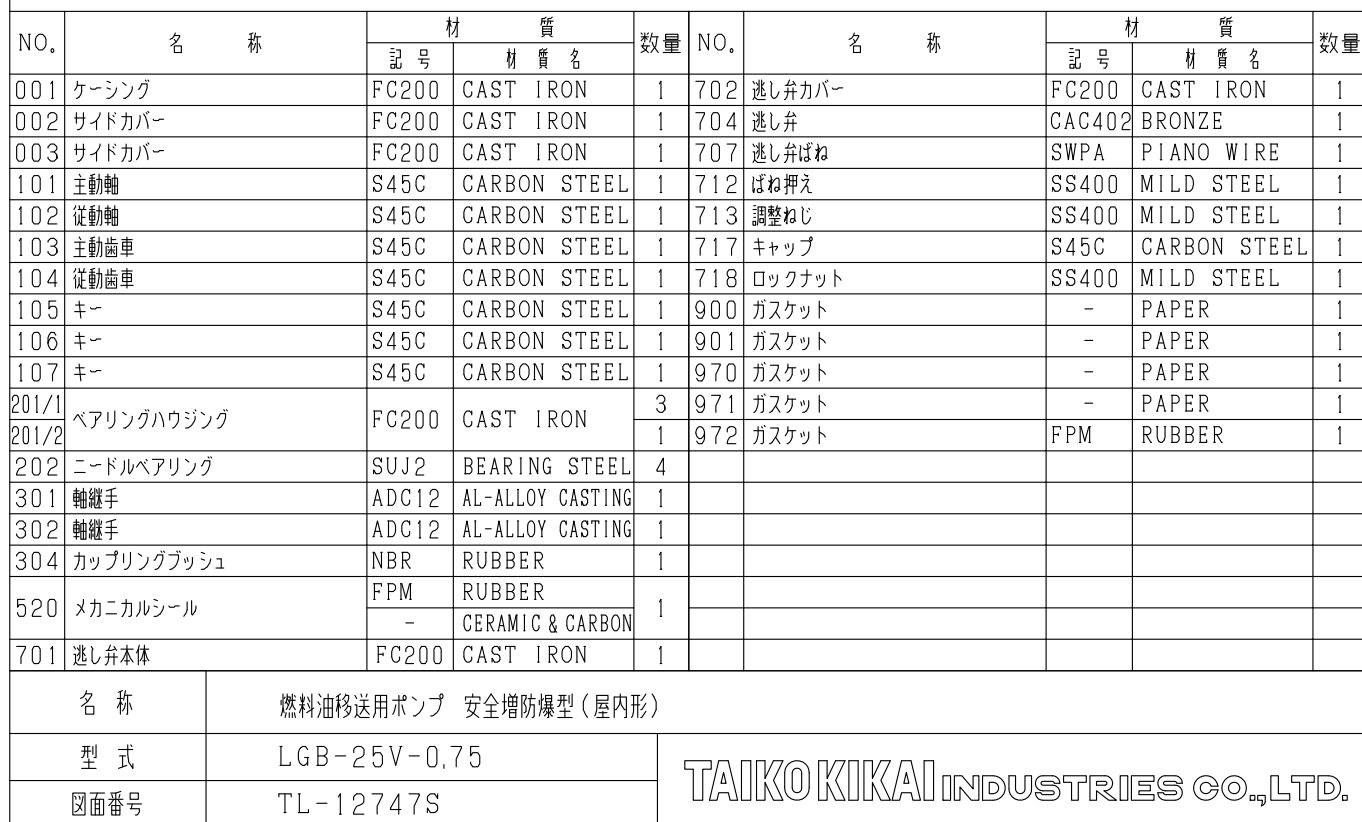 NO. 名 称 材 質 数量 NO. 名 称 材 質 数量
記 号 材 質 名 記 号 材 質 名
001 ケーシング FC200 CAST IRON 1 702 逃し弁カバー FC200 CAST IRON 1
002 サイドカバー FC200 CAST IRON 1 704 逃し弁 CAC402 BRONZE 1
003 サイドカバー FC200 CAST IRON 1 707 逃し弁ばね SWPA PIANO WIRE 1
101 主動軸 S45C CARBON STEEL 1 712 ばね押え SS400 MILD STEEL 1
102 従動軸 S45C CARBON STEEL 1 713 調整ねじ SS400 MILD STEEL 1
103 主動歯車 S45C CARBON STEEL 1 717 キャップ S45C CARBON STEEL 1
104 従動歯車 S45C CARBON STEEL 1 718 ロックナット SS400 MILD STEEL 1
105 キー S45C CARBON STEEL 1 900 ガスケット - PAPER 1
106 キー S45C CARBON STEEL 1 901 ガスケット - PAPER 1
107 キー S45C CARBON STEEL 1 970 ガスケット - PAPER 1
201/1 ベアリングハウジング FC200 CAST IRON 3 971 ガスケット - PAPER 1
201/2 1 972 ガスケット FPM RUBBER 1
202 ニードルベアリング SUJ2 BEARING STEEL 4
301 軸継手 ADC12 AL-ALLOY CASTING 1
302 軸継手 ADC12 AL-ALLOY CASTING 1
304 カップリングブッシュ NBR RUBBER 1
520 メカニカルシール FPM RUBBER 1
- CERAMIC & CARBON
701 逃し弁本体 FC200 CAST IRON 1
名 称 燃料油移送用ポンプ 安全増防爆型(屋内形)
型 式 LGB-25V-0.75
図面番号 TL-12747S
TAIKO KIKAI INDUSTRIES CO.,LTD.